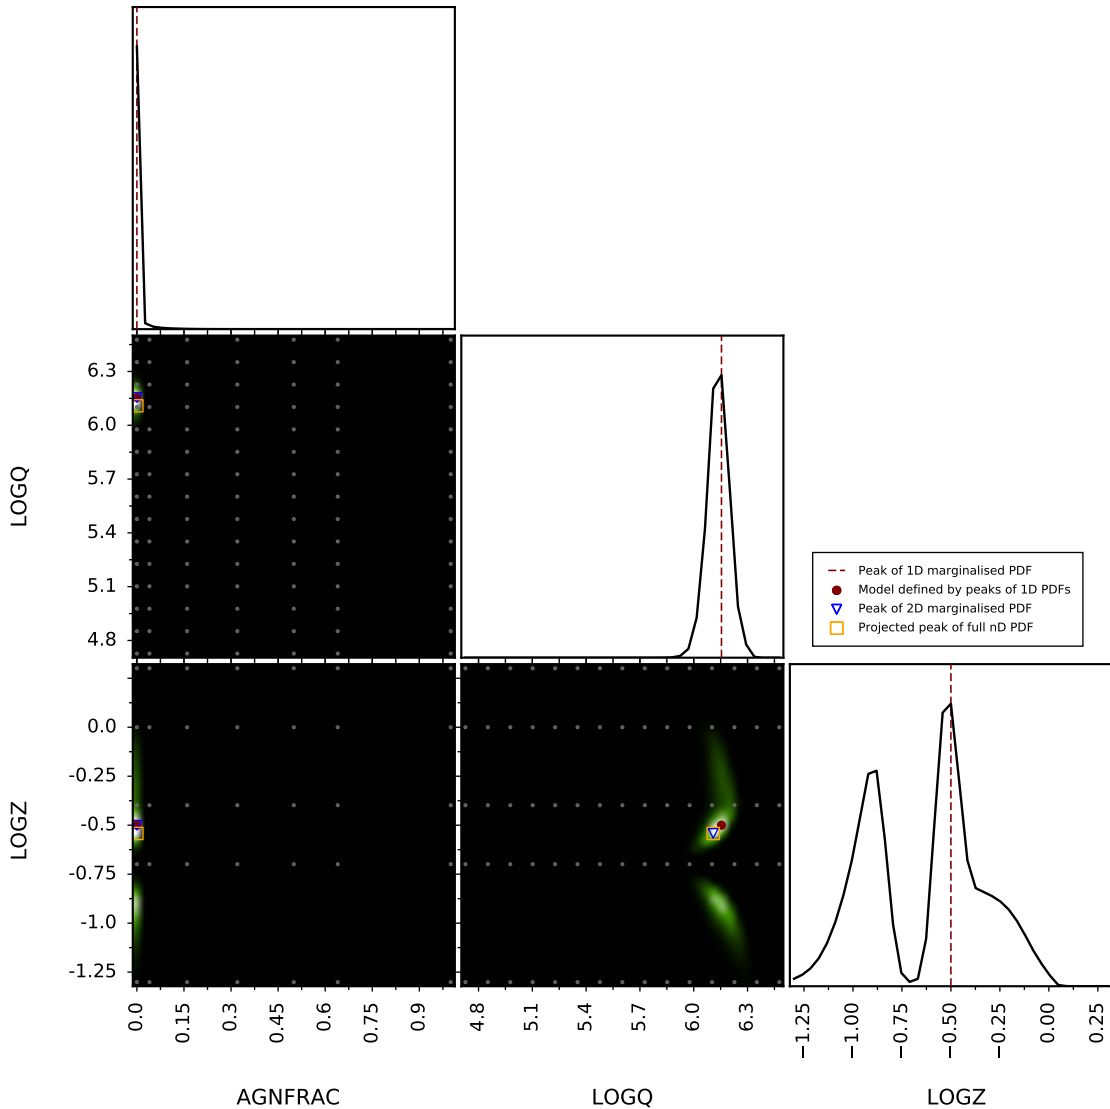 LOGQ
6.3
6.0
5.7
5.4
5.1
4.8
Peak of 1D marginalised PDF
Model defined by peaks of 1D PDFs
Peak of 2D marginalised PDF
Projected peak of full nD PDF
LOGZ
0.0
-0.25
-0.5
-0.75
-1.0
-1.25
0.0 0.15 0.3 0.45 0.6 0.75 0.9
4.8 5.1 5.4 5.7 6.0 6.3
−1.25 −1.00 −0.75 −0.50 −0.25 0.00 0.25
AGNFRAC LOGQ LOGZ